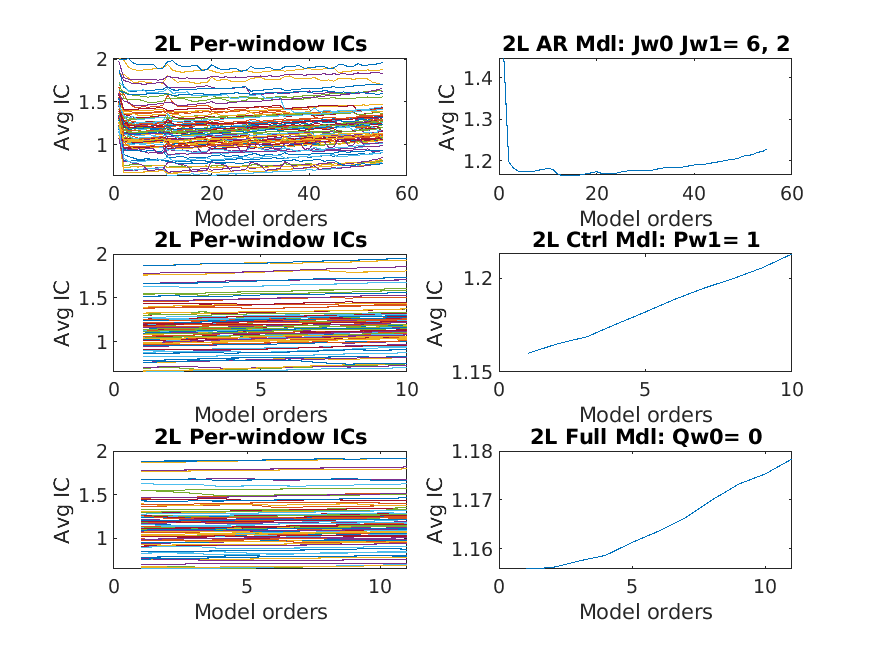 2L Per-window ICs
2L AR Mdl: Jw0 Jw1= 6, 2
Avg IC
2
1.5
1
0
20
40
60
Model orders
Avg IC
1.4
1.3
1.2
0
20
40
60
Model orders
2L Per-window ICs
2L Ctrl Mdl: Pw1= 1
Avg IC
2
1.5
1
0
5
10
Model orders
Avg IC
1.2
1.15
0
5
10
Model orders
2L Per-window ICs
2L Full Mdl: Qw0= 0
Avg IC
2
1.5
1
0
5
10
Model orders
Avg IC
1.18
1.17
1.16
0
5
10
Model orders